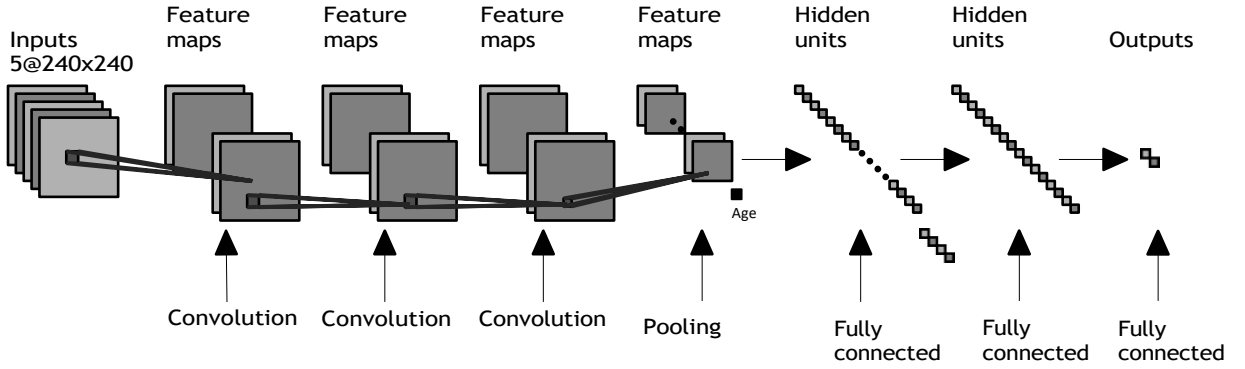 Inputs
5@240x240
Feature
maps
Feature
maps
Feature
maps
Feature
maps
Hidden
units
Hidden
units
Outputs
Age
Convolution
Convolution
Convolution
Pooling
Fully
connected
Fully
connected
Fully
connected